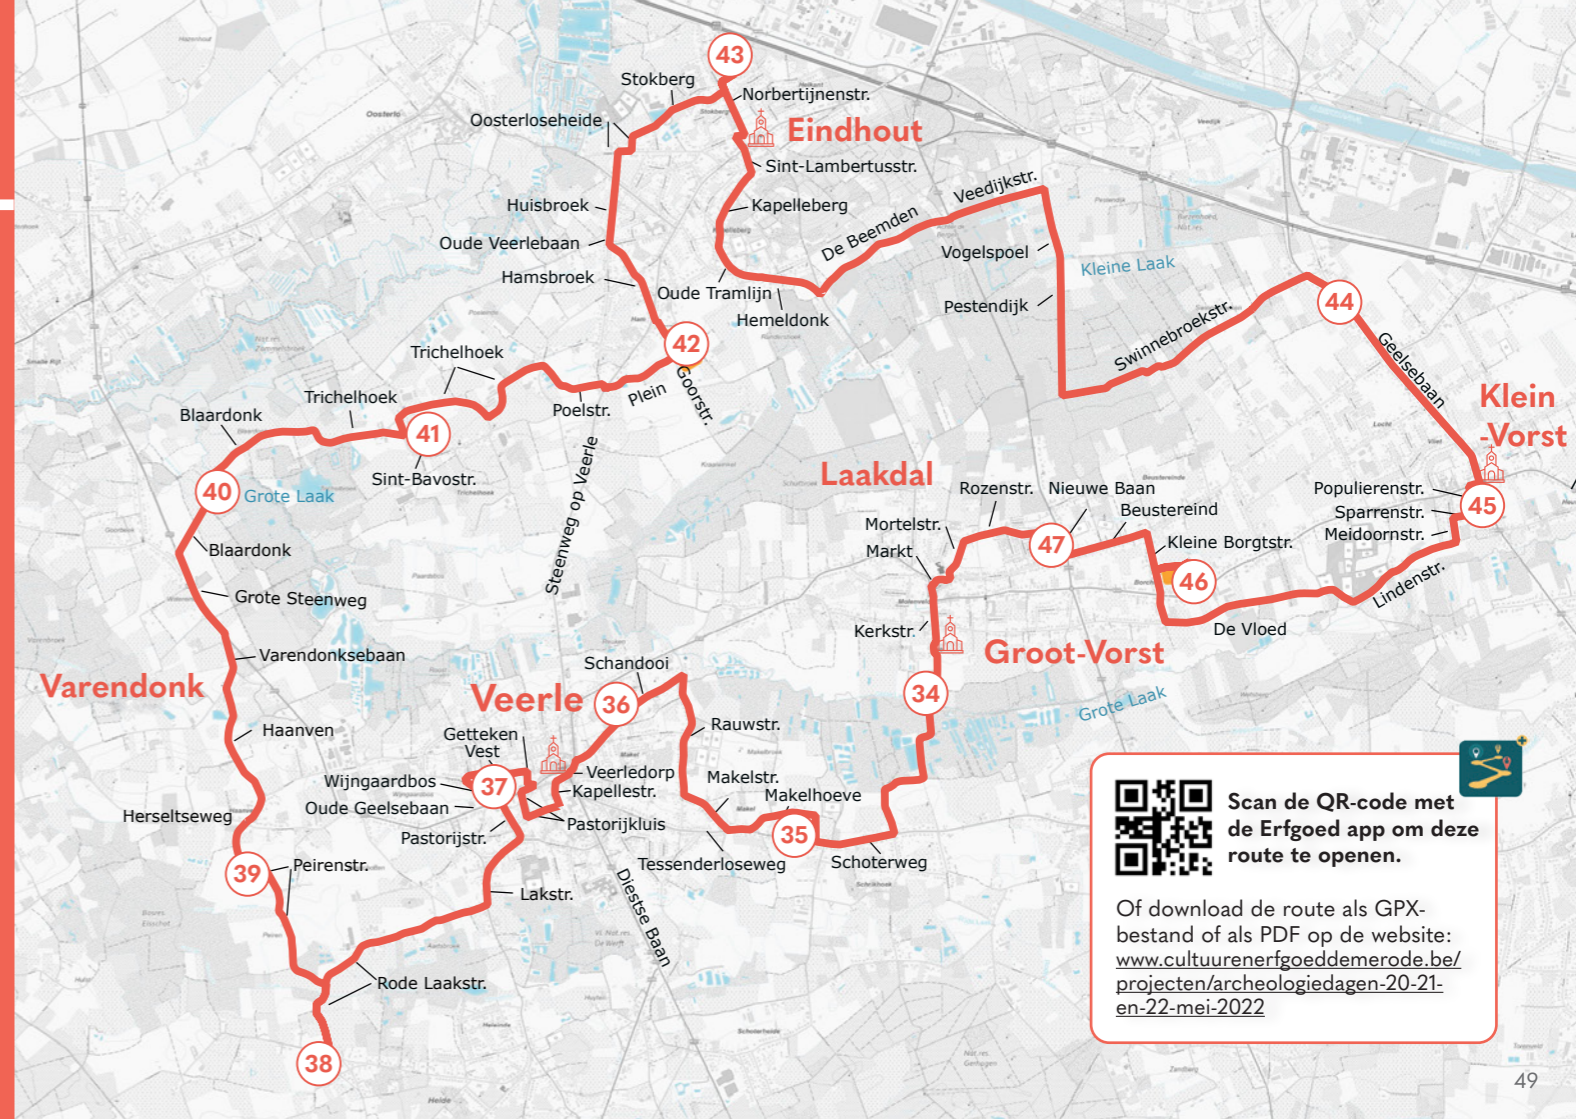 43
Stokberg
Norbertijnenstr.
Oosterloseheide
Eindhout
Sint-Lambertusstr.
Veedijkstr.
Huisbroek
Kapelleberg
De Beemden
Oude Veerlebaan
Vogelspoel
Kleine Laak
Hamsbroek
Oude Tramlijn
Pestendijk
44
Hemeldonk
Swinnebroekstr.
42
Geelsebaan
Trichelhoek
Goorstr.
Plein
Klein
-Vorst
Trichelhoek
Poelstr.
Blaardonk
41
Steenweg op Veerle
Laakdal
Sint-Bavostr.
40
Grote Laak
Rozenstr.
Nieuwe Baan
Populierenstr.
Beustereind
Sparrenstr.
45
Mortelstr.
Meidoornstr.
Markt
47
Kleine Borgtstr.
Blaardonk
46
Lindenstr.
Grote Steenweg
De Vloed
Kerkstr.
Groot-Vorst
Varendonksebaan
Schandooi
Varendonk
Veerle
36
34
Grote Laak
Haanven
Getteken
Vest
Rauwstr.
Wijngaardbos
37
Veerledorp
Makelstr.
Kapellestr.
Makelhoeve
Oude Geelsebaan
Herseltseweg
Pastorijkluis
Pastorijstr.
35
Tessenderloseweg
Schoterweg
39
Peirenstr.
Lakstr.
Diestse Baan
Rode Laakstr.
38
Scan de QR-code met
de Erfgoed app om deze
route te openen.
Of download de route als GPX-
bestand of als PDF op de website:
www.cultuurenerfgoeddemerode.be/
projecten/archeologiedagen-20-21-
en-22-mei-2022
49